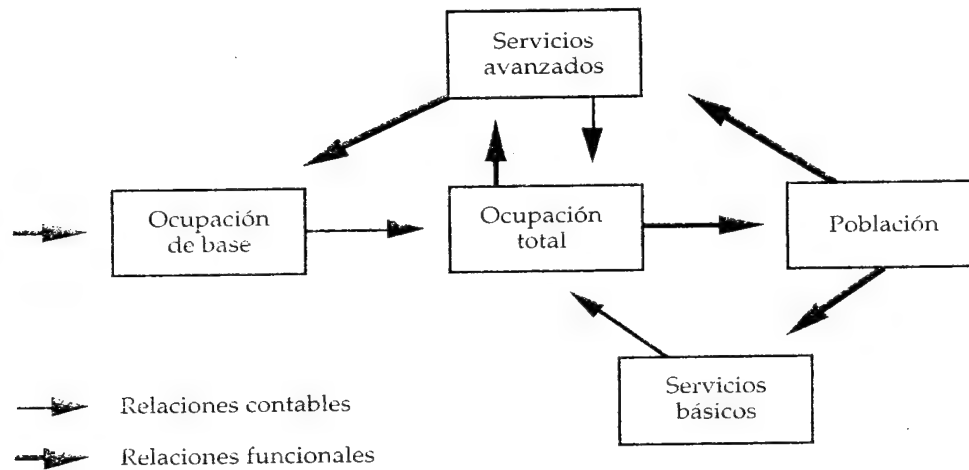 Servicios
avanzados
Ocupación
de base
Ocupación
total
Población
Servicios
básicos
Relaciones contables
Relaciones funcionales